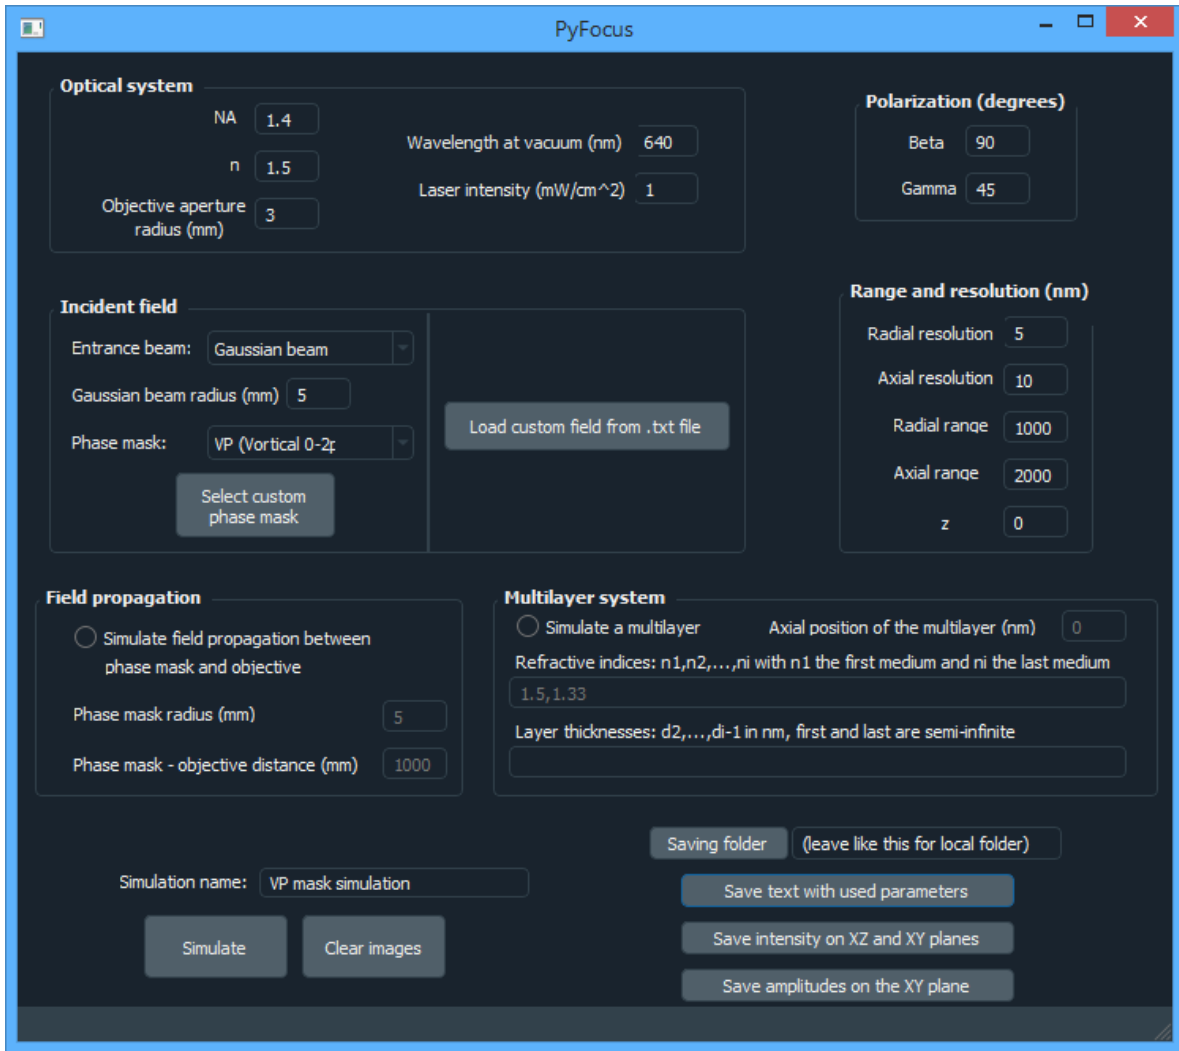 PyFocus
Optical system
NA 1.4
n 1.5
Objective aperture
radius (mm) 3
Wavelength at vacuum (nm) 640
Laser intensity (mW/cm^2) 1
Polarization (degrees)
Beta 90
Gamma 45
Incident field
Entrance beam: Gaussian beam
Gaussian beam radius (mm) 5
Phase mask: VP (Vortical 0-2p
Select custom
phase mask
Load custom field from .txt file
Range and resolution (nm)
Radial resolution 5
Axial resolution 10
Radial range 1000
Axial range 2000
z 0
Field propagation
Simulate field propagation between
phase mask and objective
Phase mask radius (mm) 5
Phase mask - objective distance (mm) 1000
Multilayer system
Simulate a multilayer Axial position of the multilayer (nm) 0
Refractive indices: n1,n2,...,ni with n1 the first medium and ni the last medium
1.5,1.33
Layer thicknesses: d2,...,di-1 in nm, first and last are semi-infinite
Simulation name: VP mask simulation
Simulate Clear images
Saving folder (leave like this for local folder)
Save text with used parameters
Save intensity on XZ and XY planes
Save amplitudes on the XY plane